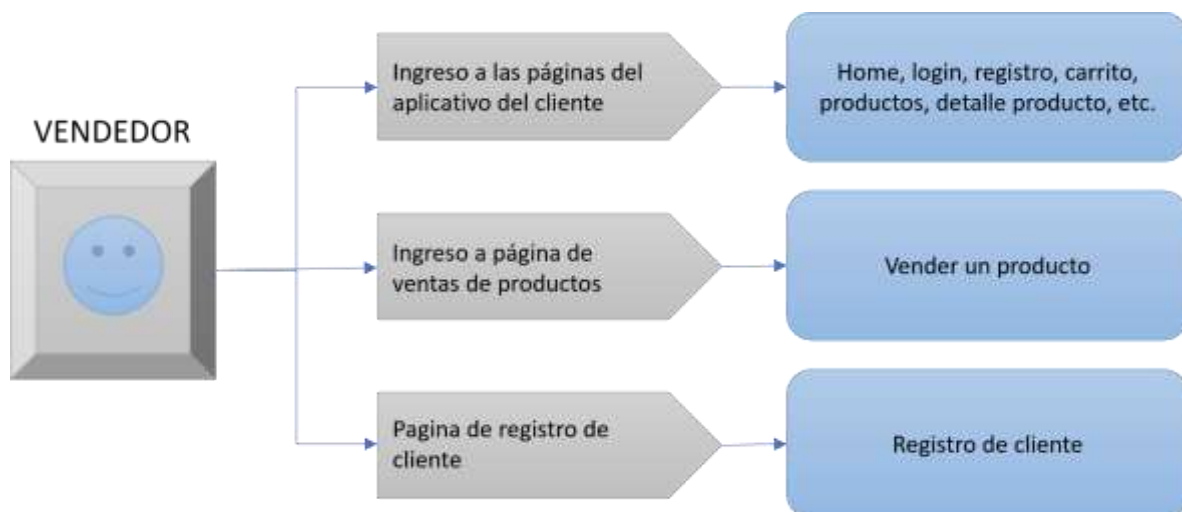 VENDEDOR
Ingreso a las páginas del
aplicativo del cliente
Home, login, registro, carrito,
productos, detalle producto, etc.
Ingreso a página de
ventas de productos
Vender un producto
Pagina de registro de
cliente
Registro de cliente